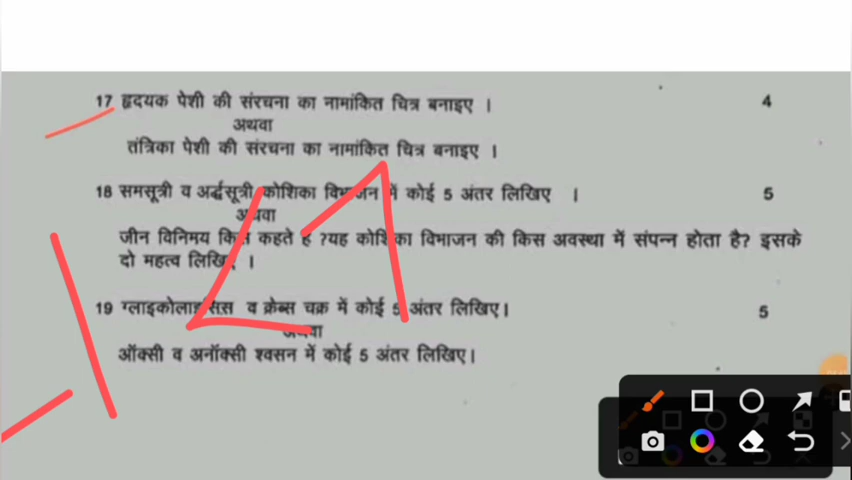 17 हृदयक पेशी की संरचना का नामांकित चित्र बनाइए । 4
अथवा
तंत्रिका पेशी की संरचना का नामांकित चित्र बनाइए ।
18 समसूत्री व अर्द्धसूत्री कोशिका विभाजन में कोई 5 अंतर लिखिए । 5
अथवा
जीन विनिमय किसे कहते है ?यह कोशिका विभाजन की किस अवस्था में संपन्न होता है? इसके
दो महत्व लिखिए ।
19 ग्लाइकोलाइसिस व क्रेब्स चक्र में कोई 5 अंतर लिखिए। 5
अथवा
ऑक्सी व अनॉक्सी श्वसन में कोई 5 अंतर लिखिए।